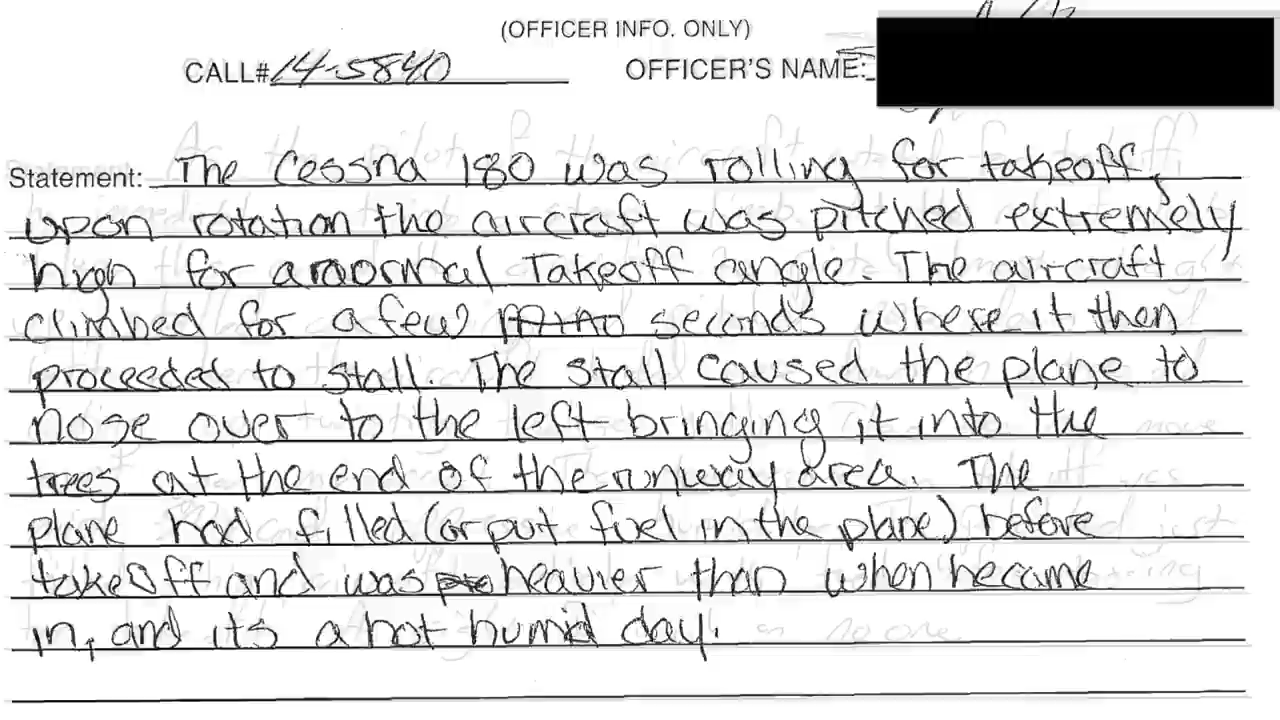 (OFFICER INFO. ONLY)
CALL# 14-5840 OFFICER'S NAME:
Statement: The Cessna 180 was rolling for takeoff,
upon rotation the aircraft was pitched extremely
high for a normal Takeoff angle. The aircraft
climbed for a few seconds where it then
proceeded to stall. The stall caused the plane to
nose over to the left bringing it into the
trees at the end of the runway area. The
plane had filled (or put fuel in the plane) before
takeoff and was heavier than when he came
in, and its a hot humid day.